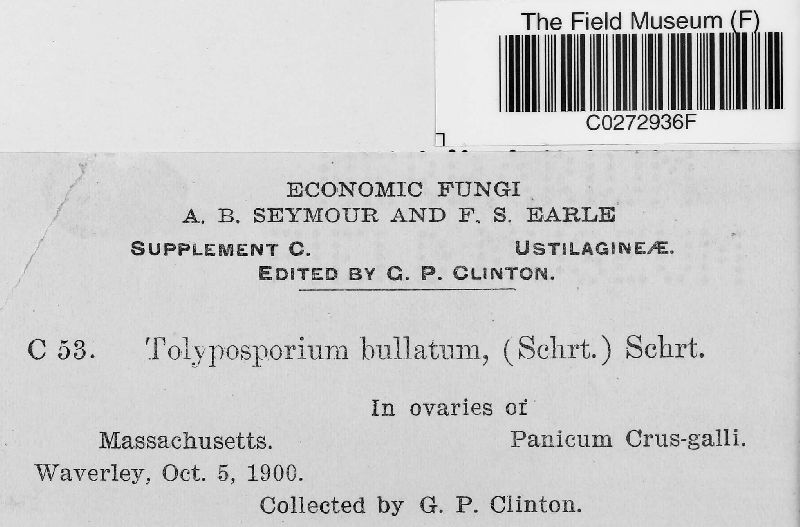 The Field Museum (F)
C0272936F
ECONOMIC FUNGI
A. B. SEYMOUR AND F. S. EARLE
SUPPLEMENT C. USTILAGINEÆ.
EDITED BY G. P. CLINTON.
C 53. Tolyposporium bullatum, (Schrt.) Schrt.
In ovaries of
Massachusetts. Panicum Crus-galli.
Waverley, Oct. 5, 1900.
Collected by G. P. Clinton.